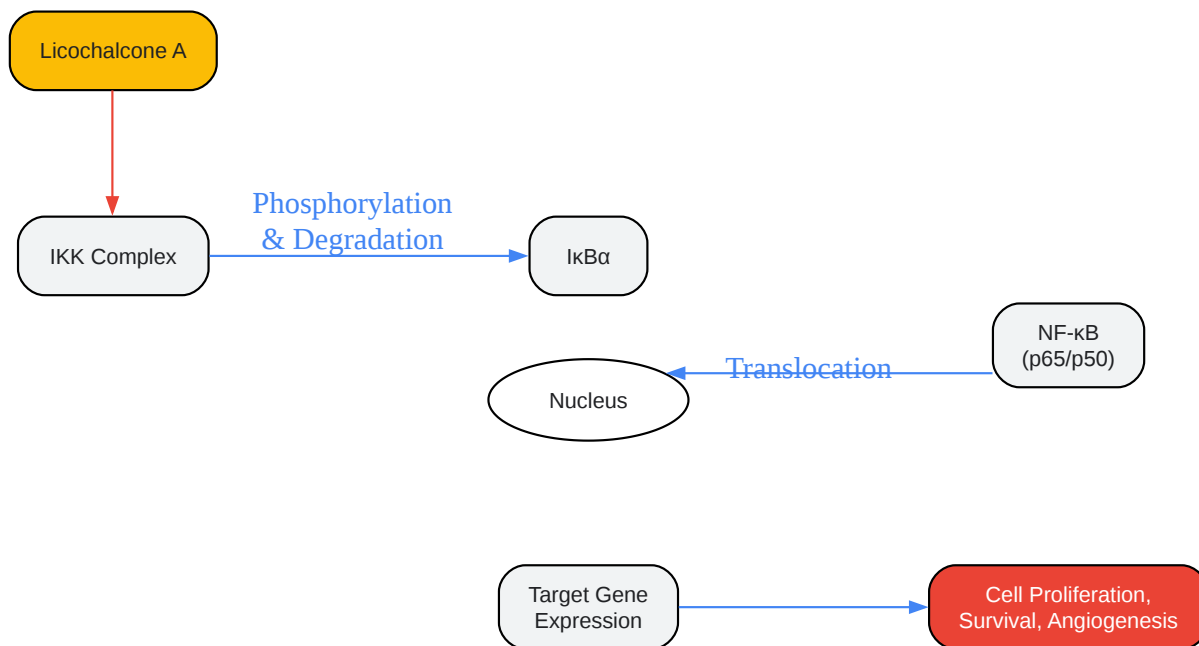 Licochalcone A
Phosphorylation
& Degradation
IKK Complex
IκBα
NF-κB
(p65/p50)
Translocation
Nucleus
Target Gene
Expression
Cell Proliferation,
Survival, Angiogenesis